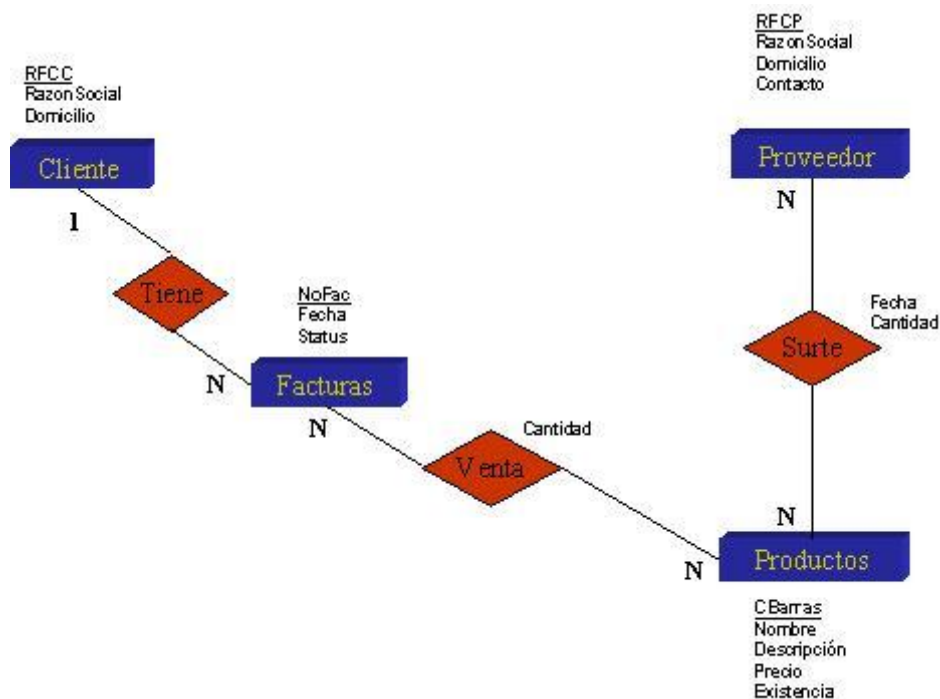 RFCC
Razon Social
Domicilio
Cliente
1
Tiene
N
NoFac
Fecha
Status
Facturas
N
Cantidad
Venta
N
RFCP
Razon Social
Domicilio
Contacto
Proveedor
N
Fecha
Cantidad
Surte
N
Productos
CBarras
Nombre
Descripción
Precio
Existencia